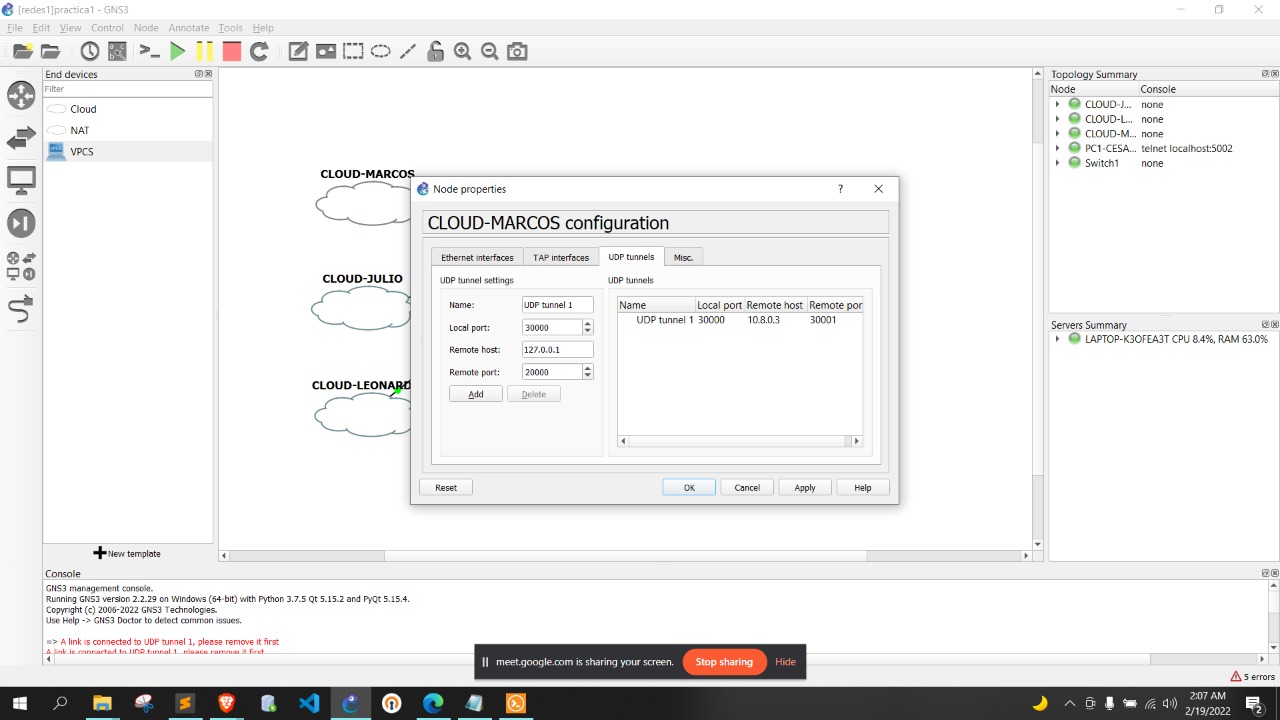 [redes1]practica1 - GNS3
File Edit View Control Node Annotate Tools Help
End devices
Filter
Cloud
NAT
VPCS
New template
CLOUD-MARCOS
CLOUD-JULIO
CLOUD-LEONARD
Node properties
?
CLOUD-MARCOS configuration
Ethernet interfaces TAP interfaces UDP tunnels Misc.
UDP tunnel settings
Name: UDP tunnel 1
Local port: 30000
Remote host: 127.0.0.1
Remote port: 20000
Add Delete
UDP tunnels
Name Local port Remote host Remote por
UDP tunnel 1 30000 10.8.0.3 30001
Reset OK Cancel Apply Help
Topology Summary
Node Console
CLOUD-J... none
CLOUD-L... none
CLOUD-M... none
PC1-CESA... telnet localhost:5002
Switch1 none
Servers Summary
LAPTOP-K3OFEA3T CPU 8.4%, RAM 63.0%
Console
GNS3 management console.
Running GNS3 version 2.2.29 on Windows (64-bit) with Python 3.7.5 Qt 5.15.2 and PyQt 5.15.4.
Copyright (c) 2006-2022 GNS3 Technologies.
Use Help -> GNS3 Doctor to detect common issues.
=> A link is connected to UDP tunnel 1, please remove it first
A link is connected to UDP tunnel 1, please remove it first
meet.google.com is sharing your screen. Stop sharing Hide
5 errors
2:07 AM
2/19/2022
2